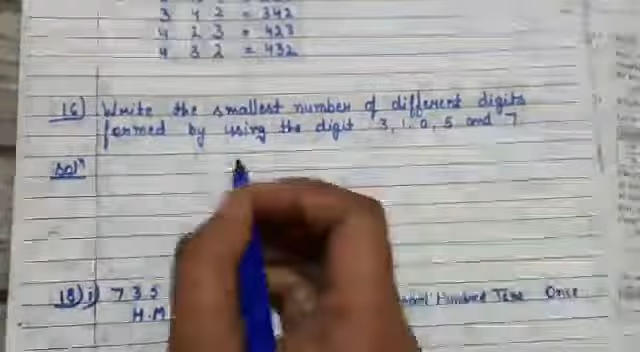 3 4 2 = 342
4 2 3 = 423
4 3 2 = 432
16) Write the smallest number of different digits
formed by using the digit 3, 1, 0, 5 and 7.
Solⁿ
18) i) 7 3 5 Hundred Tens Once
H.M